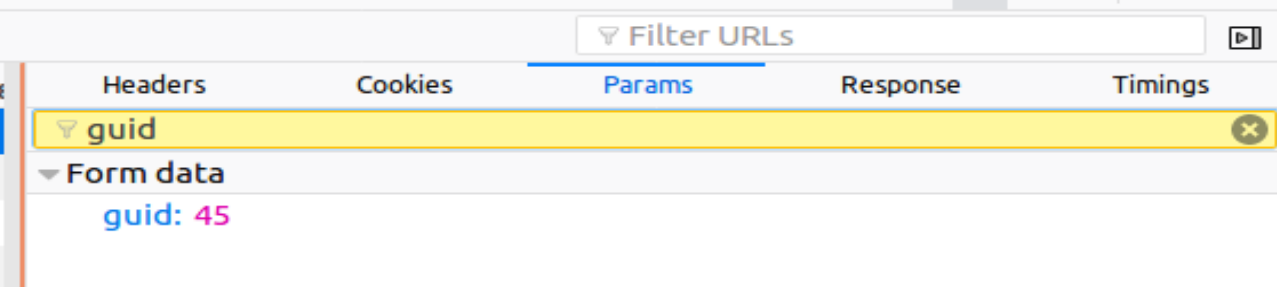 Filter URLs
Headers Cookies Params Response Timings
guid
Form data
guid: 45